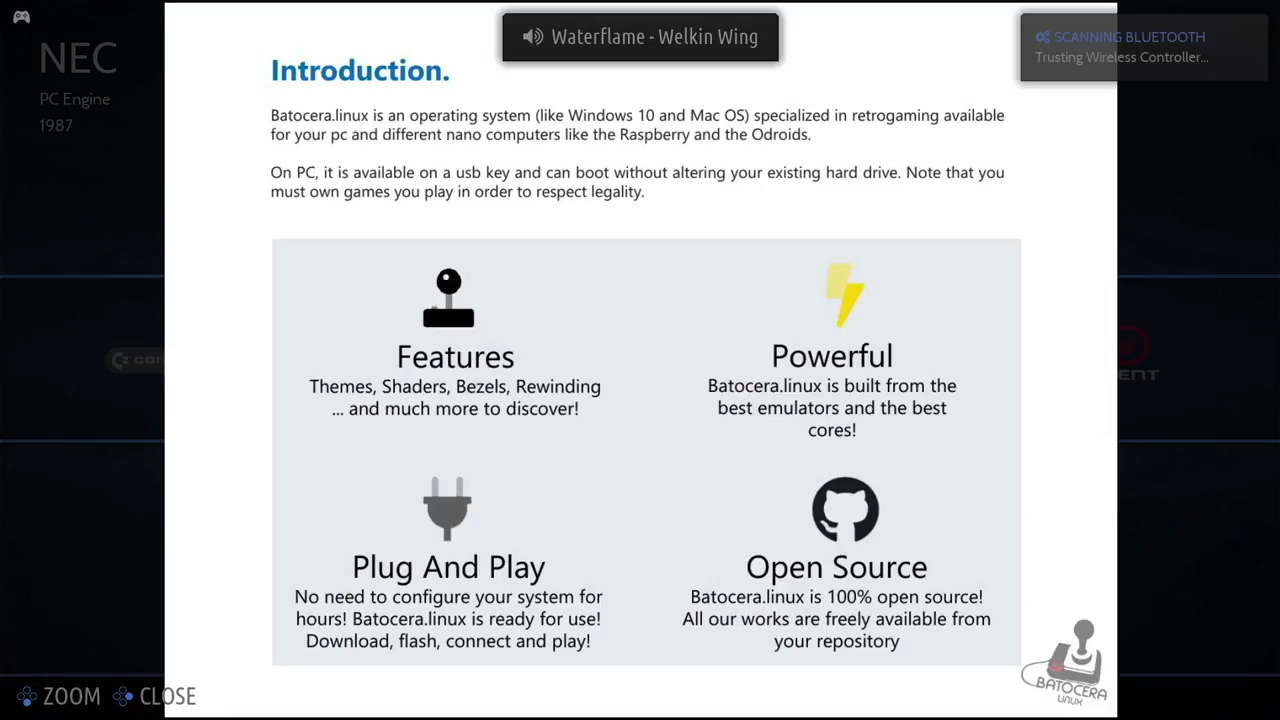 NEC
PC Engine
1987
Waterflame - Welkin Wing
SCANNING BLUETOOTH
Trusting Wireless Controller...
Introduction.
Batocera.linux is an operating system (like Windows 10 and Mac OS) specialized in retrogaming available
for your pc and different nano computers like the Raspberry and the Odroids.
On PC, it is available on a usb key and can boot without altering your existing hard drive. Note that you
must own games you play in order to respect legality.
Features
Themes, Shaders, Bezels, Rewinding
... and much more to discover!
Powerful
Batocera.linux is built from the
best emulators and the best
cores!
Plug And Play
No need to configure your system for
hours! Batocera.linux is ready for use!
Download, flash, connect and play!
Open Source
Batocera.linux is 100% open source!
All our works are freely available from
your repository
BATOCERA
LINUX
ZOOM
CLOSE